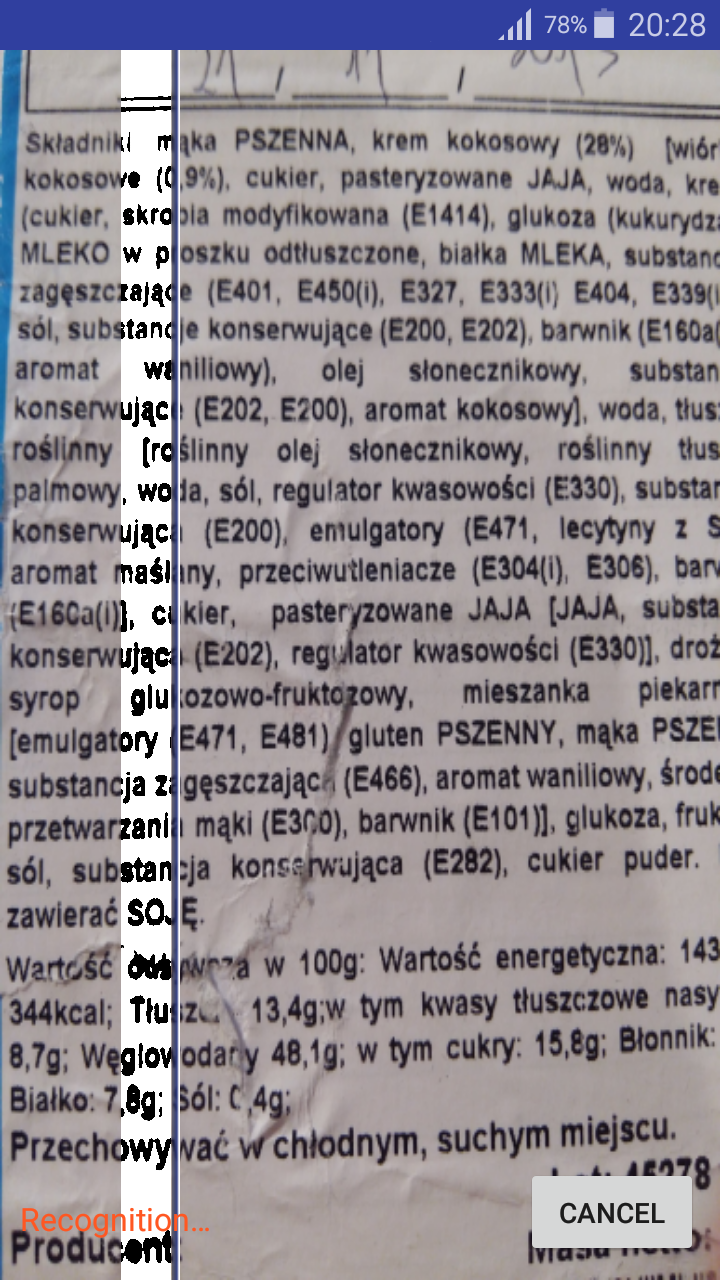 78% 20:28
Składniki mąka PSZENNA, krem kokosowy (28%) [wiór
kokosowe (0,9%), cukier, pasteryzowane JAJA, woda, kre
(cukier, skrobia modyfikowana (E1414), glukoza (kukurydza
MLEKO w proszku odtłuszczone, białka MLEKA, substanc
zagęszczające (E401, E450(i), E327, E333(i) E404, E339(i
sól, substancje konserwujące (E200, E202), barwnik (E160a(
aromat waniliowy), olej słonecznikowy, substan
konserwujące (E202, E200), aromat kokosowy], woda, tłus
roślinny [roślinny olej słonecznikowy, roślinny tłus
palmowy, woda, sól, regulator kwasowości (E330), substan
konserwująca (E200), emulgatory (E471, lecytyny z S
aromat maślany, przeciwutleniacze (E304(i), E306), barw
(E160a(i)], cukier, pasteryzowane JAJA [JAJA, substa
konserwująca (E202), regulator kwasowości (E330)], droż
syrop glukozowo-fruktozowy, mieszanka piekarn
[emulgatory (E471, E481) gluten PSZENNY, mąka PSZE
substancja zagęszczająca (E466), aromat waniliowy, środe
przetwarzania mąki (E300), barwnik (E101)], glukoza, fruk
sól, substancja konserwująca (E282), cukier puder.
zawierać SOJĘ.
Wartość odżywcza w 100g: Wartość energetyczna: 143
344kcal; Tłuszcz 13,4g;w tym kwasy tłuszczowe nasy
8,7g; Węglowodany 48,1g; w tym cukry: 15,8g; Błonnik:
Białko: 7,8g; Sól: 0,4g;
Przechowywać w chłodnym, suchym miejscu.
45278
Recognition...
CANCEL
Producent: